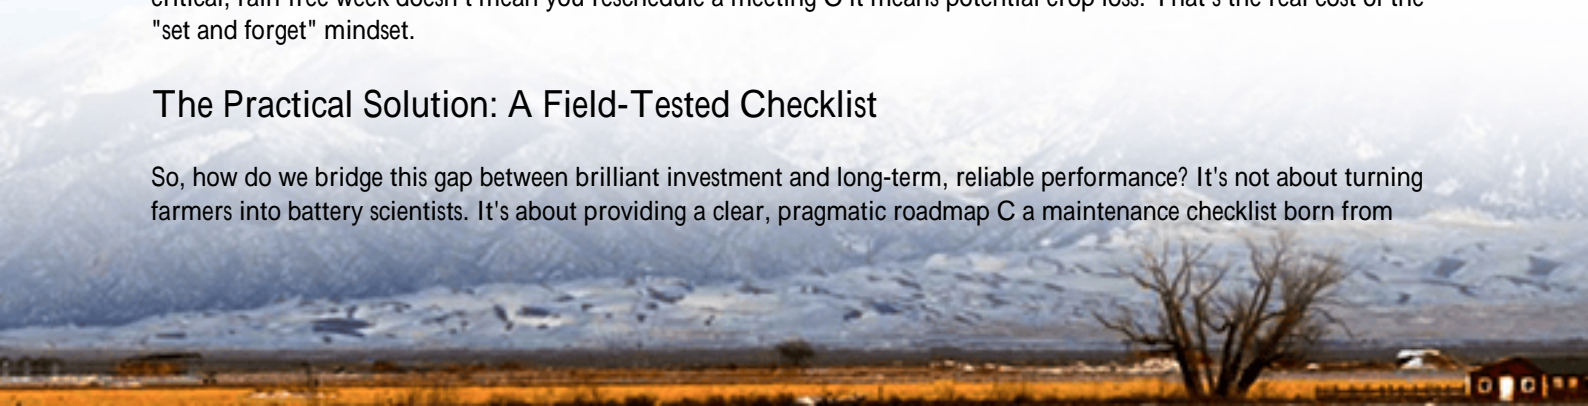 critical, rain-free week doesn't mean you reschedule a meeting C it means potential crop loss. That's the real cost of the
"set and forget" mindset.
The Practical Solution: A Field-Tested Checklist
So, how do we bridge this gap between brilliant investment and long-term, reliable performance? It's not about turning
farmers into battery scientists. It's about providing a clear, pragmatic roadmap C a maintenance checklist born from